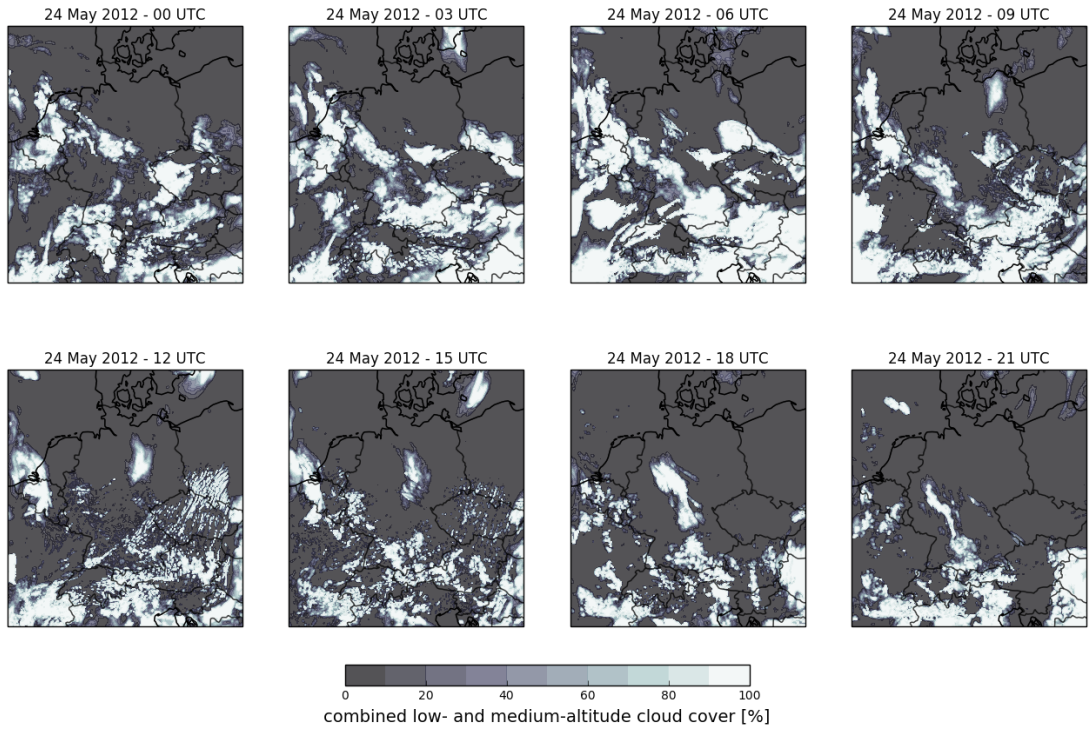 24 May 2012 - 00 UTC
24 May 2012 - 03 UTC
24 May 2012 - 06 UTC
24 May 2012 - 09 UTC
24 May 2012 - 12 UTC
24 May 2012 - 15 UTC
24 May 2012 - 18 UTC
24 May 2012 - 21 UTC
0 20 40 60 80 100
combined low- and medium-altitude cloud cover [%]